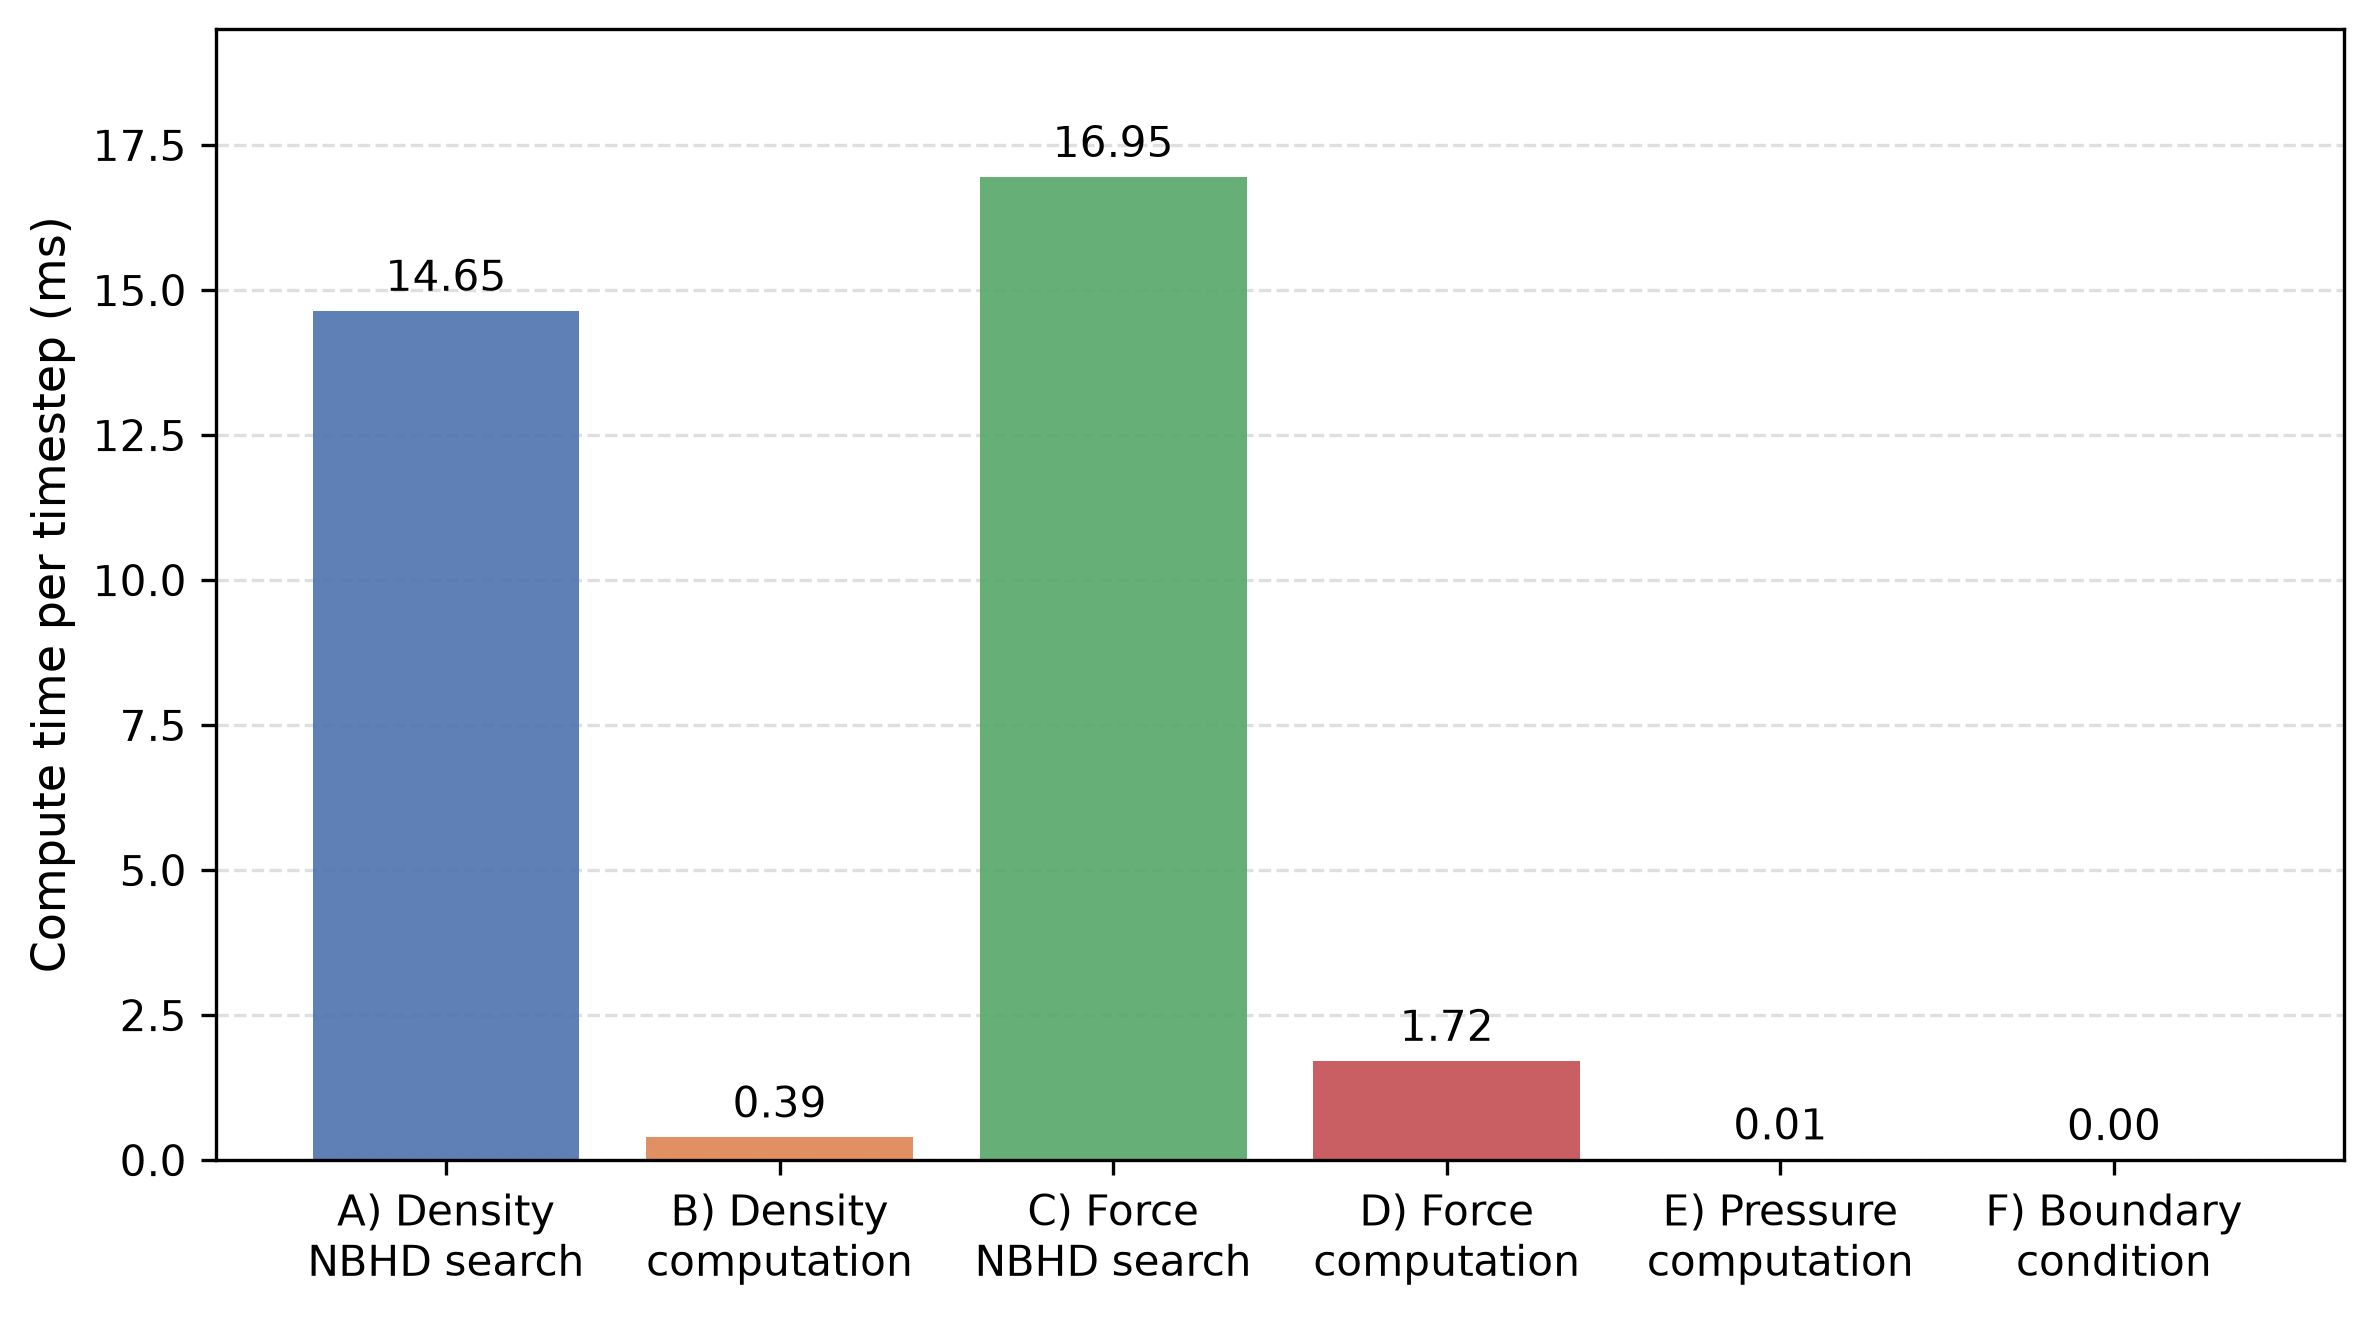 Compute time per timestep (ms)
17.5
15.0
12.5
10.0
7.5
5.0
2.5
0.0
14.65
0.39
16.95
1.72
0.01
0.00
A) Density
NBHD search
B) Density
computation
C) Force
NBHD search
D) Force
computation
E) Pressure
computation
F) Boundary
condition